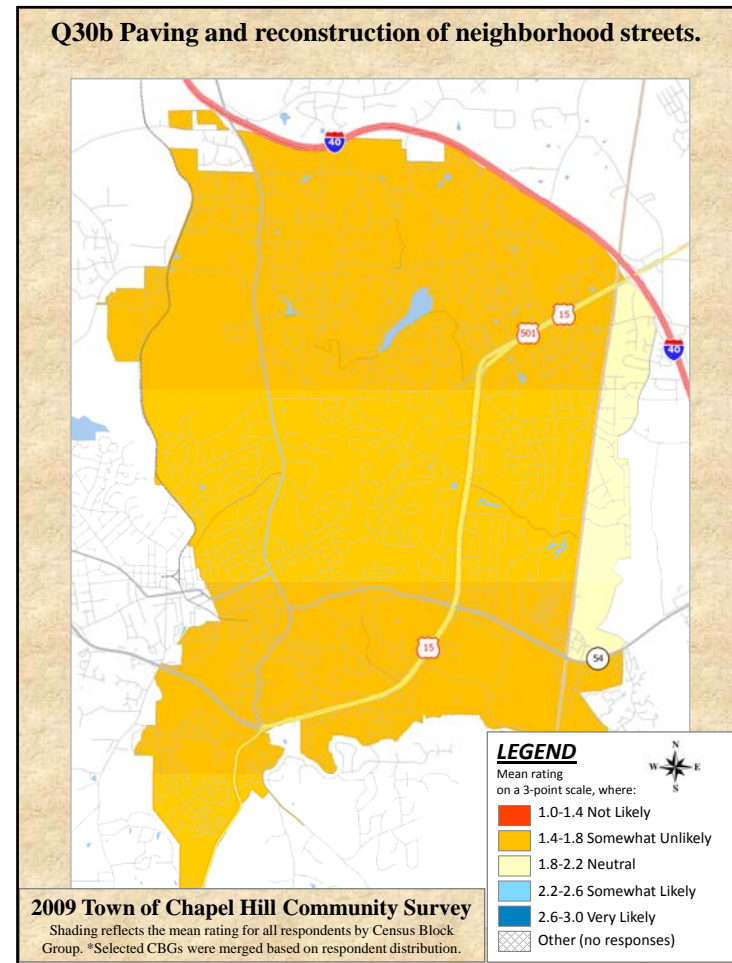 Q30b Paving and reconstruction of neighborhood streets.
40
15
501
40
15
54
LEGEND
Mean rating
on a 3-point scale, where:
N
W E
S
1.0-1.4 Not Likely
1.4-1.8 Somewhat Unlikely
1.8-2.2 Neutral
2.2-2.6 Somewhat Likely
2.6-3.0 Very Likely
Other (no responses)
2009 Town of Chapel Hill Community Survey
Shading reflects the mean rating for all respondents by Census Block
Group. *Selected CBGs were merged based on respondent distribution.